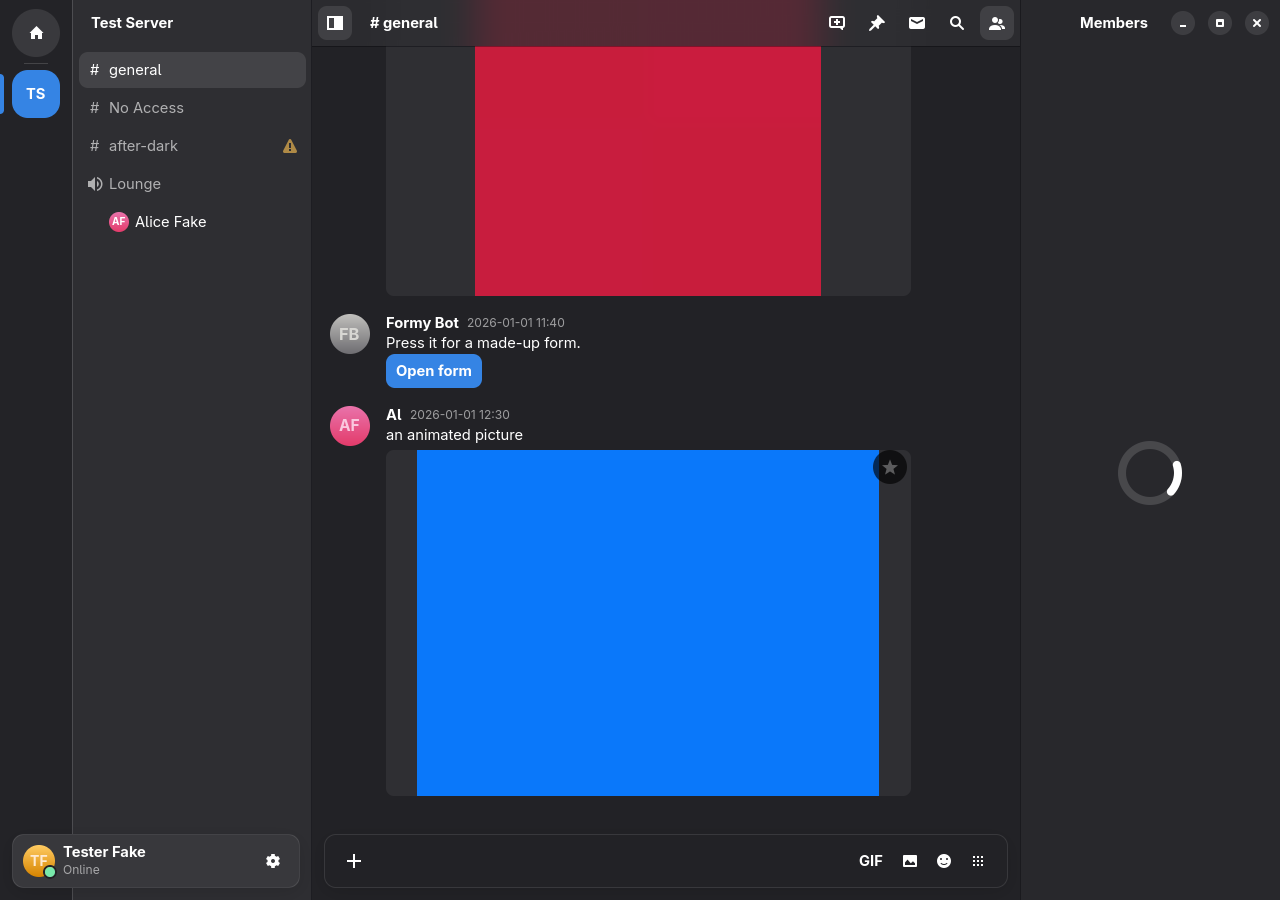 Test Server
# general
Members
TS
# general
# No Access
# after-dark
Lounge
AF Alice Fake
FB
Formy Bot 2026-01-01 11:40
Press it for a made-up form.
Open form
AF
Al 2026-01-01 12:30
an animated picture
TF
Tester Fake
Online
GIF